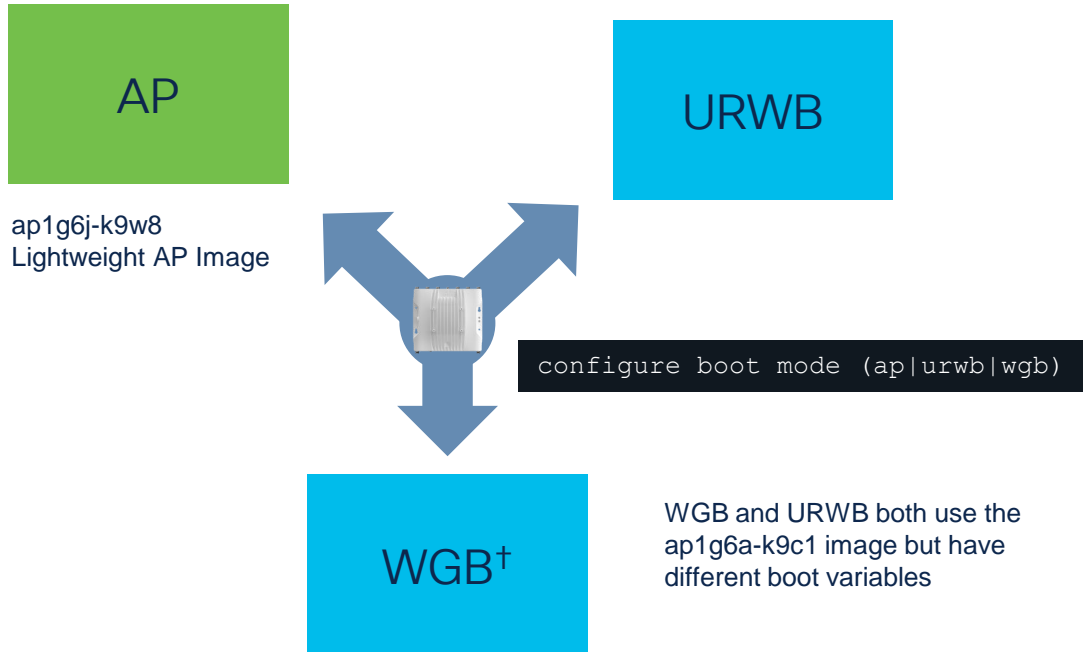 AP
URWB
ap1g6j-k9w8
Lightweight AP Image
configure boot mode (ap|urwb|wgb)
WGB†
WGB and URWB both use the
ap1g6a-k9c1 image but have
different boot variables